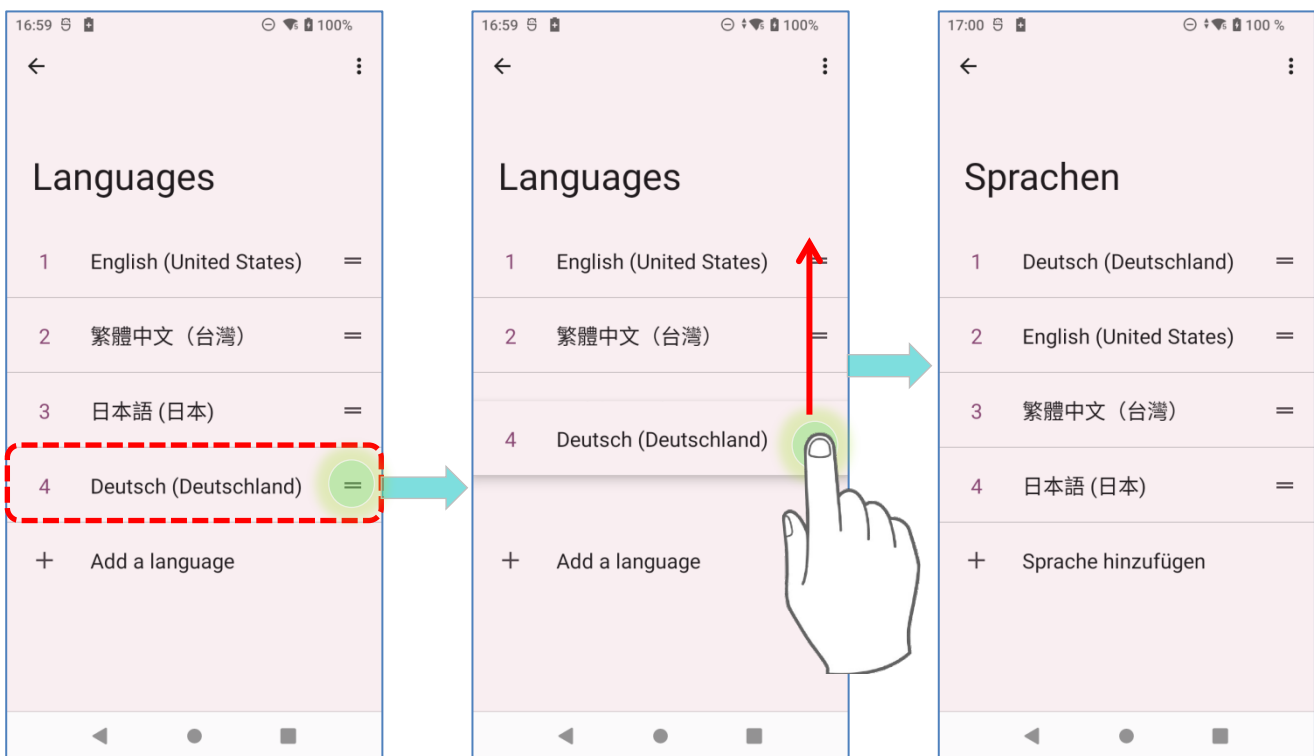 16:59 100%
Languages
1 English (United States)
2 繁體中文（台灣）
3 日本語 (日本)
4 Deutsch (Deutschland)
+ Add a language
16:59 100%
Languages
1 English (United States)
2 繁體中文（台灣）
4 Deutsch (Deutschland)
+ Add a language
17:00 100 %
Sprachen
1 Deutsch (Deutschland)
2 English (United States)
3 繁體中文（台灣）
4 日本語 (日本)
+ Sprache hinzufügen